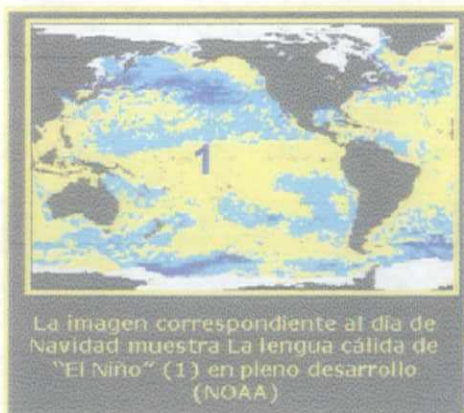 1
La imagen correspondiente al día de
Navidad muestra La lengua cálida de
"El Niño" (1) en pleno desarrollo
(NOAA)